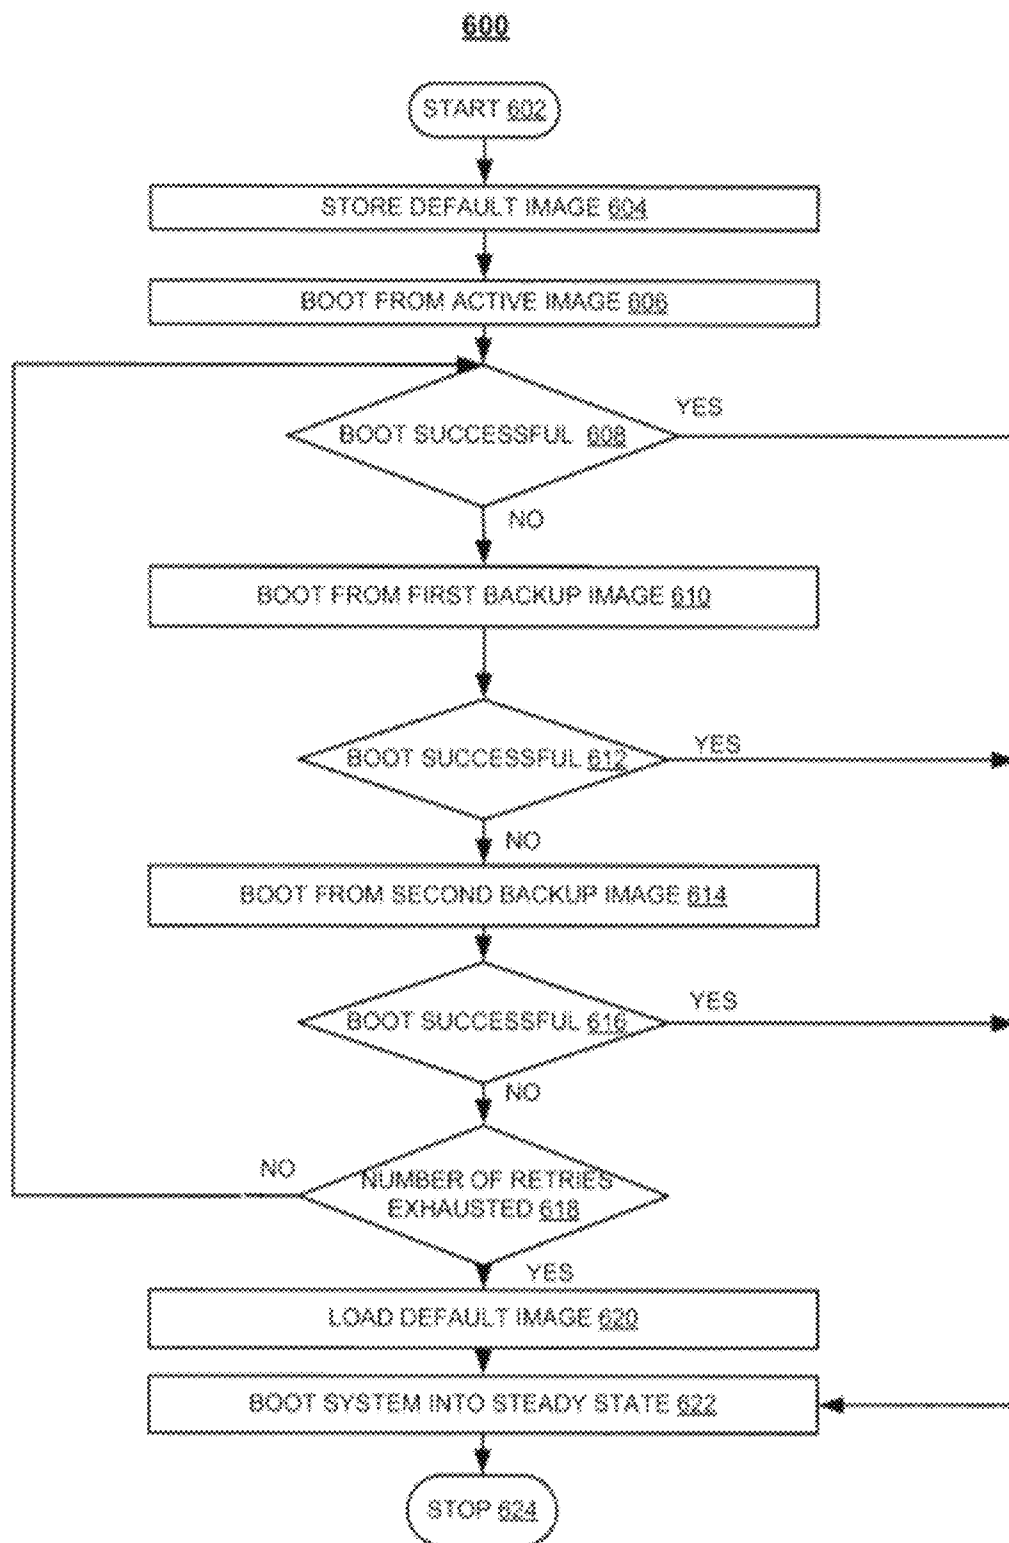 600
START 602
STORE DEFAULT IMAGE 604
BOOT FROM ACTIVE IMAGE 606
BOOT SUCCESSFUL 608
YES
NO
BOOT FROM FIRST BACKUP IMAGE 610
BOOT SUCCESSFUL 612
YES
NO
BOOT FROM SECOND BACKUP IMAGE 614
BOOT SUCCESSFUL 616
YES
NO
NUMBER OF RETRIES
EXHAUSTED 618
NO
YES
LOAD DEFAULT IMAGE 620
BOOT SYSTEM INTO STEADY STATE 622
STOP 624